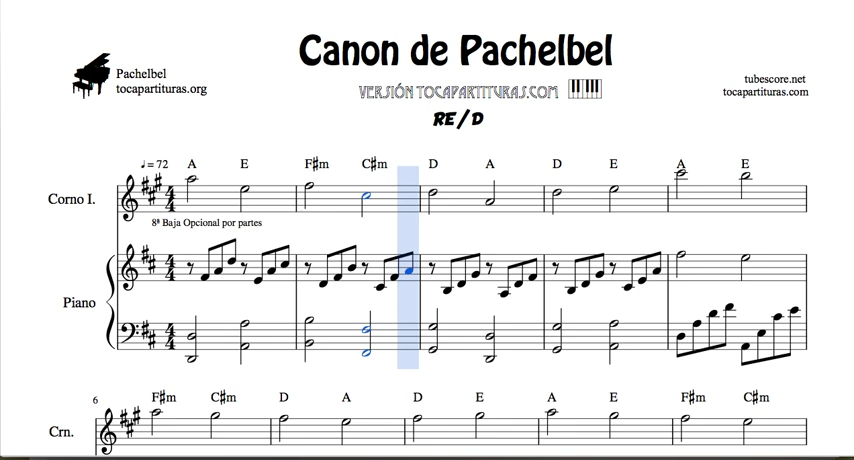 Canon de Pachelbel
Pachelbel
tocapartituras.org
VERSIÓN TOCAPARTITURAS.COM
tubescore.net
tocapartituras.com
RE / D
♩ = 72 A E F♯m C♯m D A D E A E
Corno I.
8ª Baja Opcional por partes
Piano
6 F♯m C♯m D A D E A E F♯m C♯m
Crn.